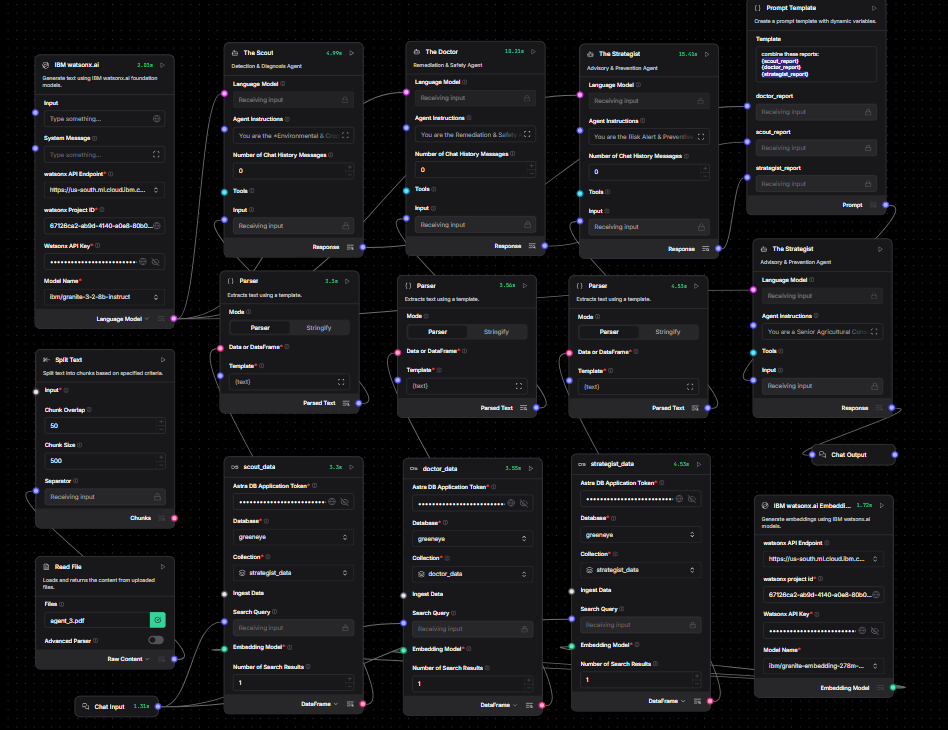 IBM watsonx.ai 2.01s
Generate text using IBM watsonx.ai foundation
models.
Input
Type something...
System Message
Type something...
watsonx API Endpoint*
https://us-south.ml.cloud.ibm.c...
watsonx Project ID*
67126ca2-ab9d-4140-a0e8-80b0...
Watsonx API Key*
Model Name*
ibm/granite-3-2-8b-instruct
Language Model
Split Text
Split text into chunks based on specified criteria.
Input*
Chunk Overlap
50
Chunk Size
500
Separator
Receiving input
Chunks
Read File
Loads and returns the content from uploaded
files.
Files
agent_3.pdf
Advanced Parser
Raw Content
Chat Input 1.31s
The Scout 4.99s
Detection & Diagnosis Agent
Language Model
Receiving input
Agent Instructions
You are the *Environmental & Cro
Number of Chat History Messages
0
Tools
Input
Receiving input
Response
Parser 3.3s
Extracts text using a template.
Mode
Parser Stringify
Data or DataFrame*
Template*
{text}
Parsed Text
scout_data 3.3s
Astra DB Application Token*
Database*
greeneye
Collection*
strategist_data
Ingest Data
Search Query
Receiving input
Embedding Model*
Number of Search Results
1
DataFrame
The Doctor 18.21s
Remediation & Safety Agent
Language Model
Receiving input
Agent Instructions
You are the Remediation & Safety
Number of Chat History Messages
0
Tools
Input
Receiving input
Response
Parser 3.56s
Extracts text using a template.
Mode
Parser Stringify
Data or DataFrame*
Template*
{text}
Parsed Text
doctor_data 3.55s
Astra DB Application Token*
Database*
greeneye
Collection*
doctor_data
Ingest Data
Search Query
Receiving input
Embedding Model*
Number of Search Results
1
DataFrame
The Strategist 15.41s
Advisory & Prevention Agent
Language Model
Receiving input
Agent Instructions
You are the Risk Alert & Preventio
Number of Chat History Messages
0
Tools
Input
Receiving input
Response
Parser 4.53s
Extracts text using a template.
Mode
Parser Stringify
Data or DataFrame*
Template*
{text}
Parsed Text
strategist_data 4.53s
Astra DB Application Token*
Database*
greeneye
Collection*
strategist_data
Ingest Data
Search Query
Receiving input
Embedding Model*
Number of Search Results
1
DataFrame
Prompt Template
Create a prompt template with dynamic variables.
Template
combine these reports:
{scout_report}
{doctor_report}
{strategist_report}
doctor_report
Receiving input
scout_report
Receiving input
strategist_report
Receiving input
Prompt
The Strategist
Advisory & Prevention Agent
Language Model
Receiving input
Agent Instructions
You are a Senior Agricultural Cons
Tools
Input
Receiving input
Response
Chat Output
IBM watsonx.ai Embeddi... 1.72s
Generate embeddings using IBM watsonx.ai
models.
watsonx API Endpoint
https://us-south.ml.cloud.ibm.c...
watsonx project id*
67126ca2-ab9d-4140-a0e8-80b0...
Watsonx API Key*
Model Name*
ibm/granite-embedding-278m-...
Embedding Model